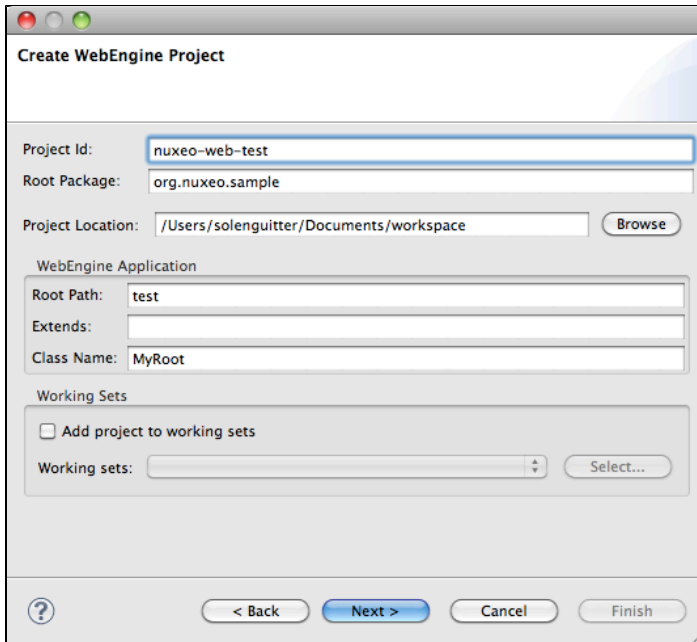 Create WebEngine Project
Project Id: nuxeo-web-test
Root Package: org.nuxeo.sample
Project Location: /Users/solenguitter/Documents/workspace Browse
WebEngine Application
Root Path: test
Extends:
Class Name: MyRoot
Working Sets
Add project to working sets
Working sets: Select...
? < Back Next > Cancel Finish